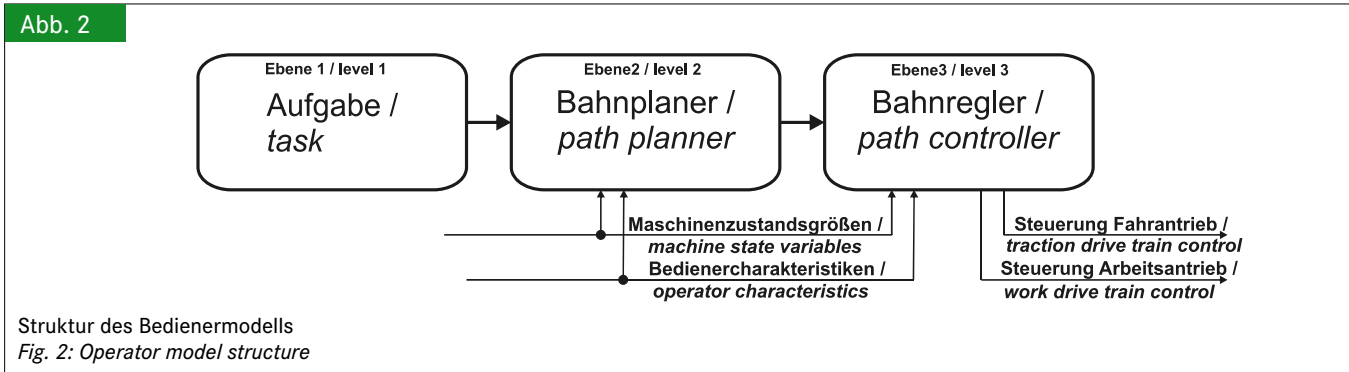 Abb. 2
Ebene 1 / level 1
Aufgabe /
task
Ebene2 / level 2
Bahnplaner /
path planner
Ebene3 / level 3
Bahnregler /
path controller
Maschinenzustandsgrößen /
machine state variables
Bedienercharakteristiken /
operator characteristics
Steuerung Fahrantrieb /
traction drive train control
Steuerung Arbeitsantrieb /
work drive train control
Struktur des Bedienermodells
Fig. 2: Operator model structure